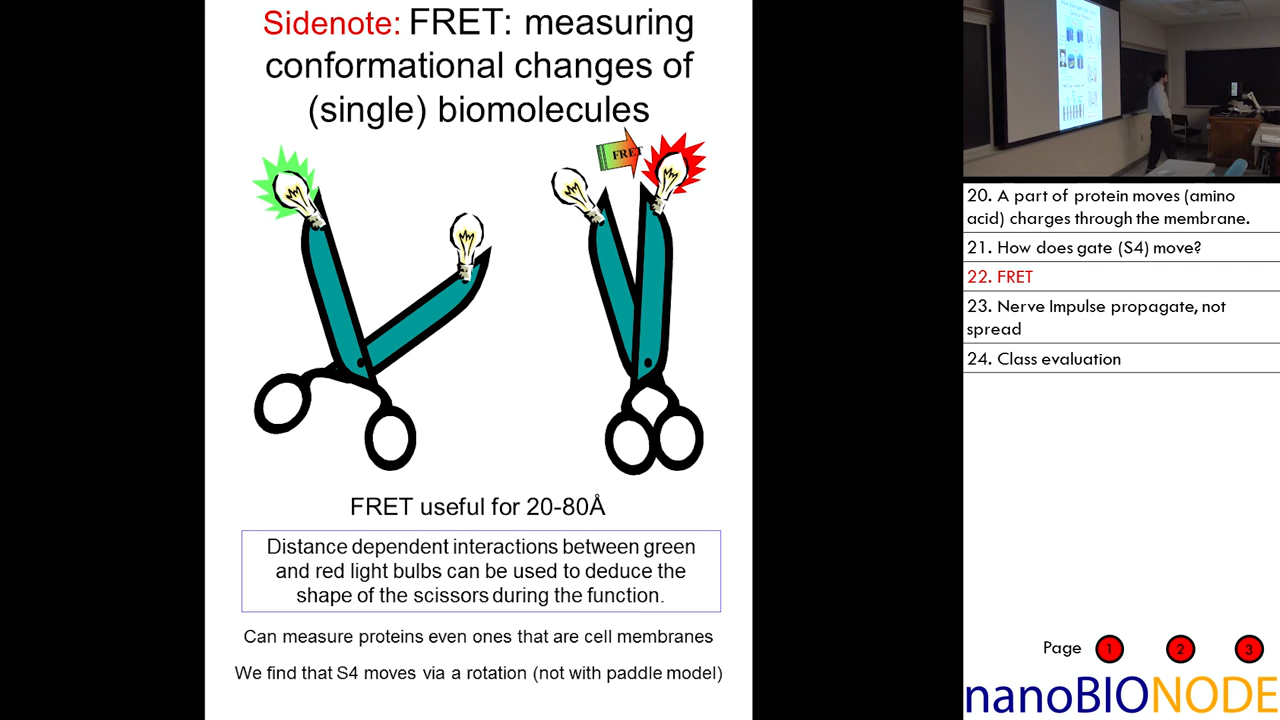 Sidenote: FRET: measuring
conformational changes of
(single) biomolecules
FRET
FRET useful for 20-80Å
Distance dependent interactions between green
and red light bulbs can be used to deduce the
shape of the scissors during the function.
Can measure proteins even ones that are cell membranes
We find that S4 moves via a rotation (not with paddle model)
20. A part of protein moves (amino
acid) charges through the membrane.
21. How does gate (S4) move?
22. FRET
23. Nerve Impulse propagate, not
spread
24. Class evaluation
Page 1 2 3
nanoBIONODE